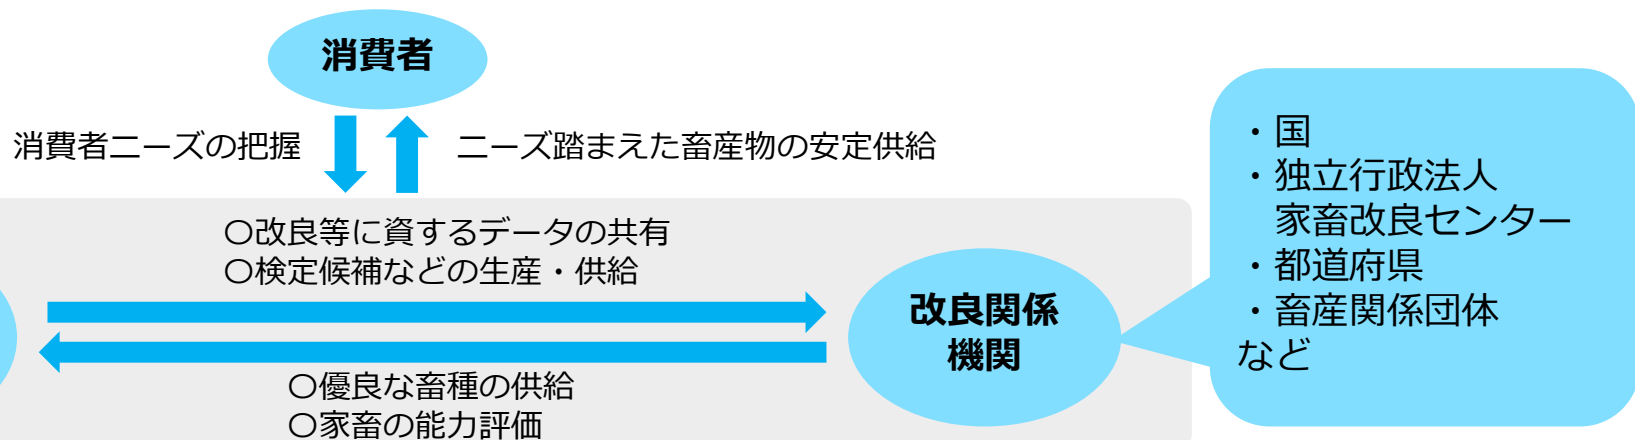 消費者
消費者ニーズの把握
ニーズ踏まえた畜産物の安定供給
〇改良等に資するデータの共有
〇検定候補などの生産・供給
〇優良な畜種の供給
〇家畜の能力評価
改良関係
機関
・国
・独立行政法人
家畜改良センター
・都道府県
・畜産関係団体
など